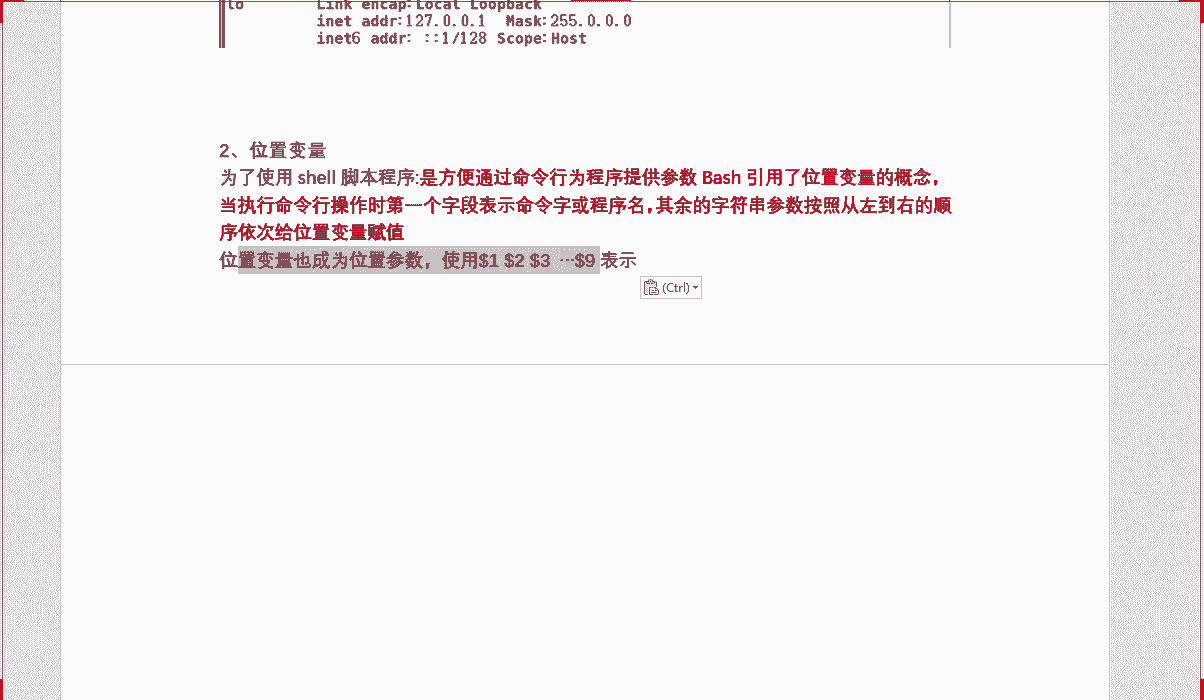 lo Link encap:Local Loopback
inet addr:127.0.0.1 Mask:255.0.0.0
inet6 addr: ::1/128 Scope:Host
2、位置变量
为了使用 shell 脚本程序:是方便通过命令行为程序提供参数 Bash 引用了位置变量的概念，
当执行命令行操作时第一个字段表示命令字或程序名,其余的字符串参数按照从左到右的顺
序依次给位置变量赋值
位置变量也成为位置参数，使用$1 $2 $3 …$9 表示
(Ctrl)